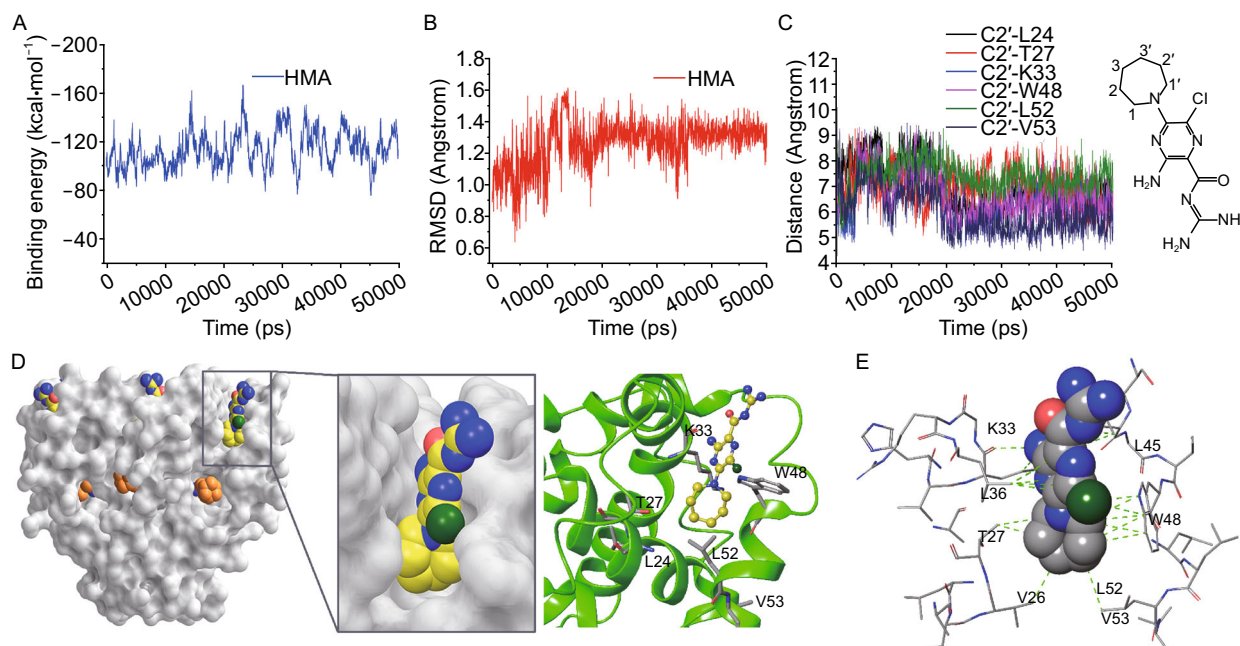 A
Binding energy (kcal•mol⁻¹)
−200
−160
−120
−80
−40
HMA
0 10000 20000 30000 40000 50000
Time (ps)
B
RMSD (Angstrom)
1.8
1.6
1.4
1.2
1.0
0.8
0.6
HMA
0 10000 20000 30000 40000 50000
Time (ps)
C
Distance (Angstrom)
12
11
10
9
8
7
6
5
4
C2′-L24
C2′-T27
C2′-K33
C2′-W48
C2′-L52
C2′-V53
0 10000 20000 30000 40000 50000
Time (ps)
3′
3 2′
2 1′
1 N Cl
N N
H₂N O
N
NH
H₂N
D
K33
W48
T27
L24 L52
V53
E
K33
L45
L36
W48
T27
L52
V26 V53